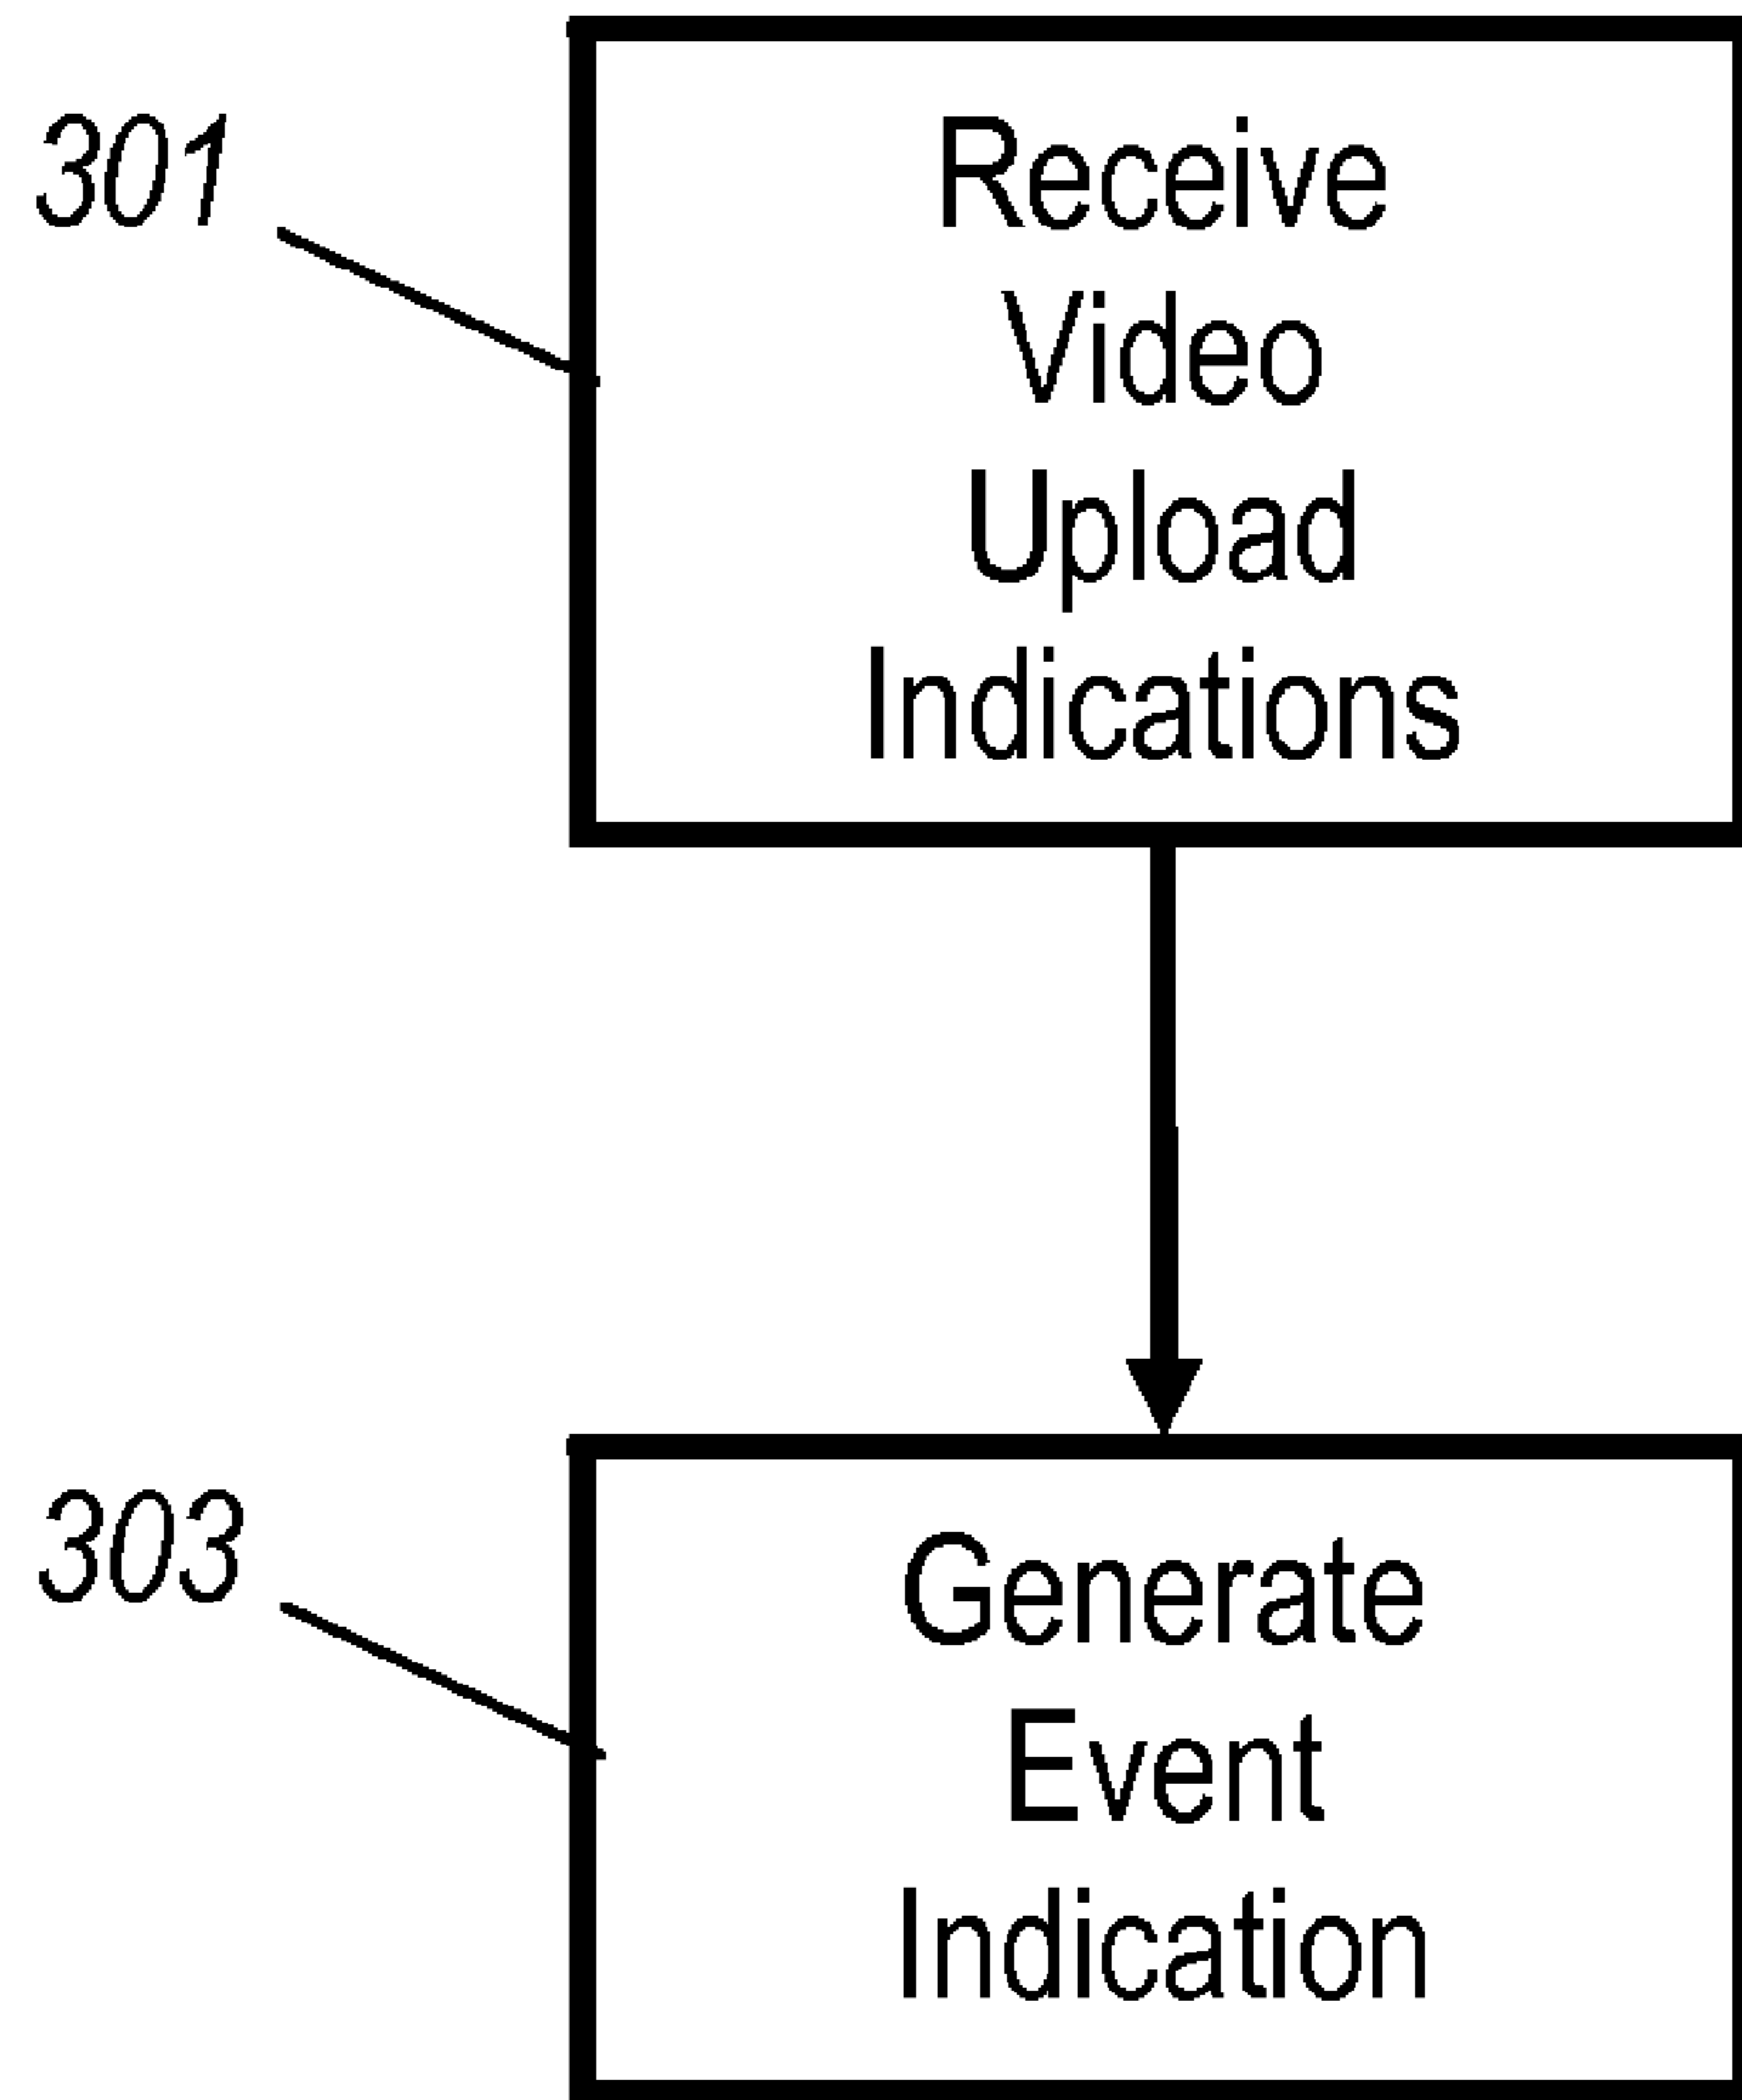 301
Receive
Video
Upload
Indications
303
Generate
Event
Indication